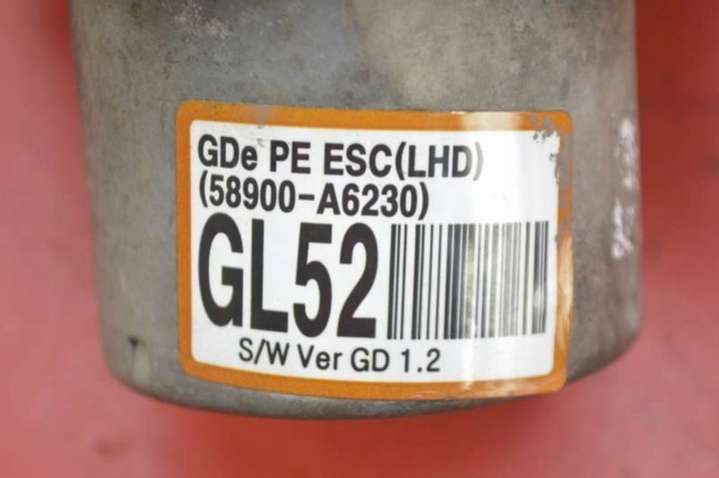 GDe PE ESC(LHD)
(58900-A6230)
GL52
S/W Ver GD 1.2